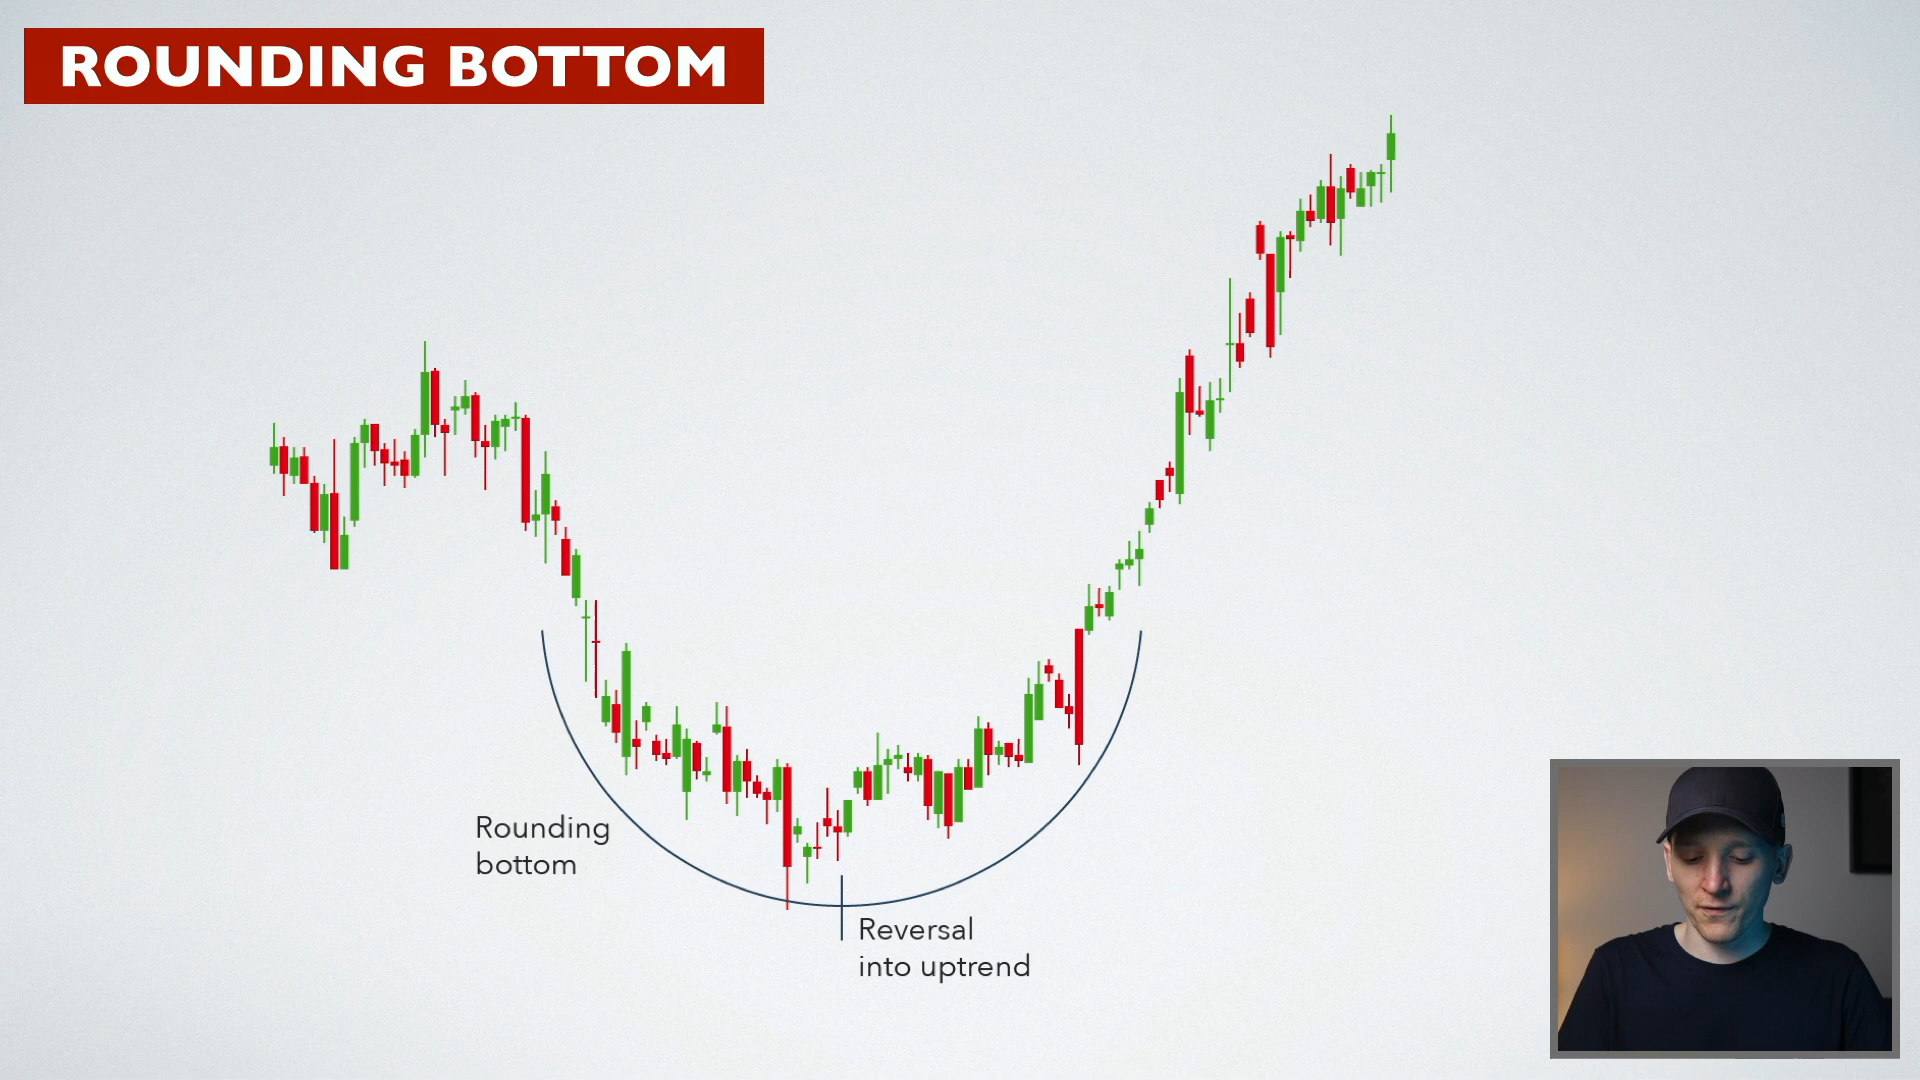 ROUNDING BOTTOM
Rounding
bottom
Reversal
into uptrend